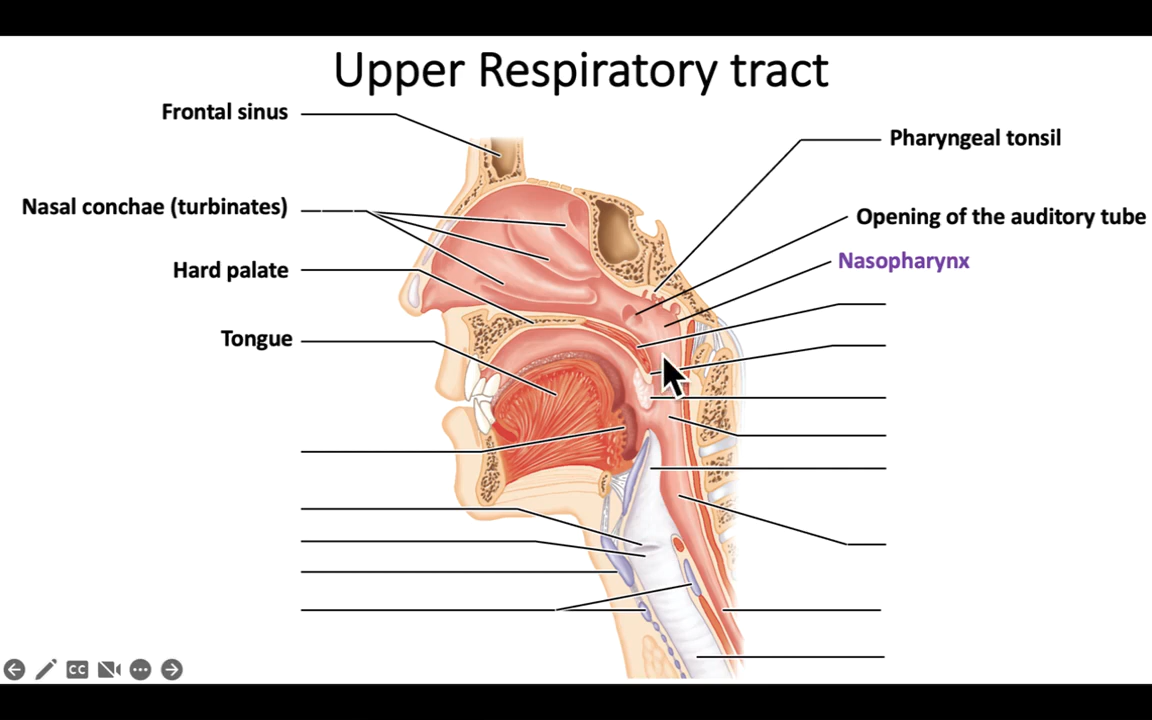 Upper Respiratory tract
Frontal sinus
Pharyngeal tonsil
Nasal conchae (turbinates)
Opening of the auditory tube
Nasopharynx
Hard palate
Tongue
CC